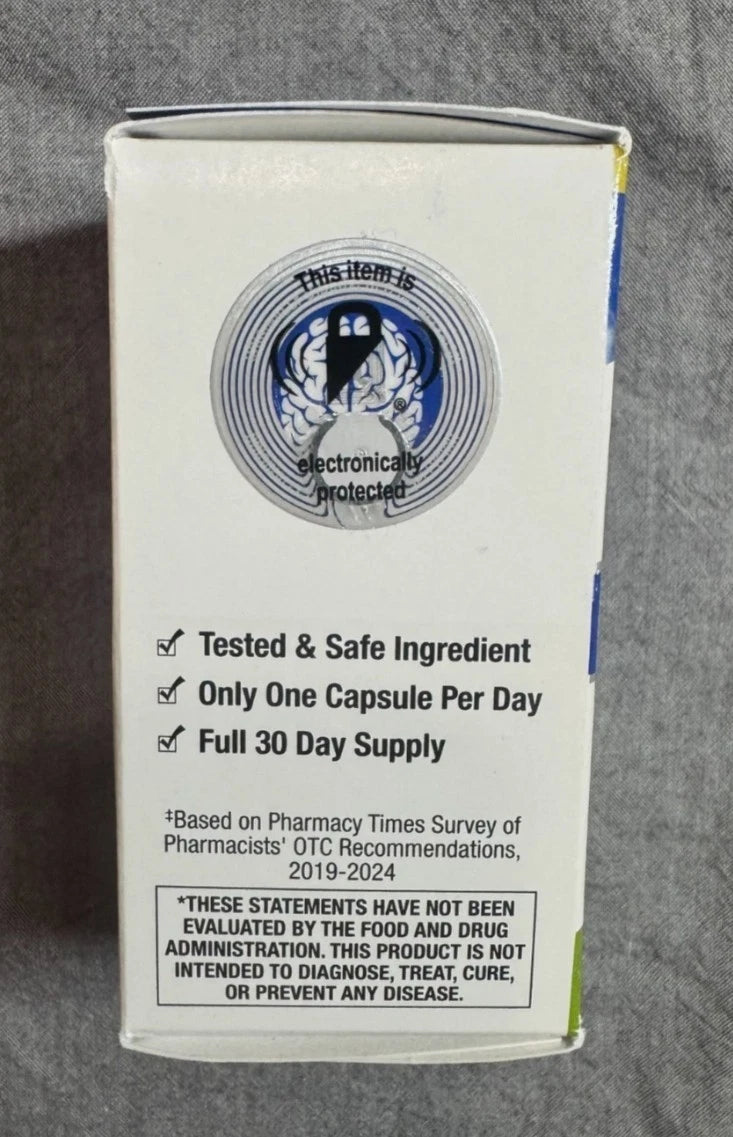 This item is
®
electronically
protected
Tested & Safe Ingredient
Only One Capsule Per Day
Full 30 Day Supply
‡Based on Pharmacy Times Survey of
Pharmacists' OTC Recommendations,
2019-2024
*THESE STATEMENTS HAVE NOT BEEN
EVALUATED BY THE FOOD AND DRUG
ADMINISTRATION. THIS PRODUCT IS NOT
INTENDED TO DIAGNOSE, TREAT, CURE,
OR PREVENT ANY DISEASE.